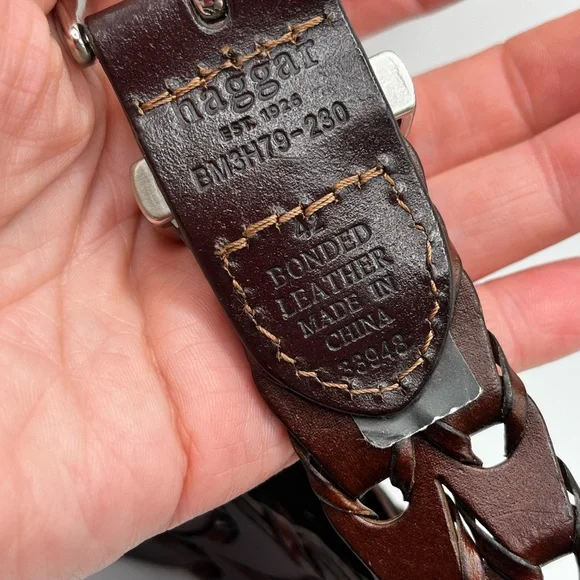 haggar
EST. 1926
BM3H79-230
42
BONDED
LEATHER
MADE IN
CHINA
33948